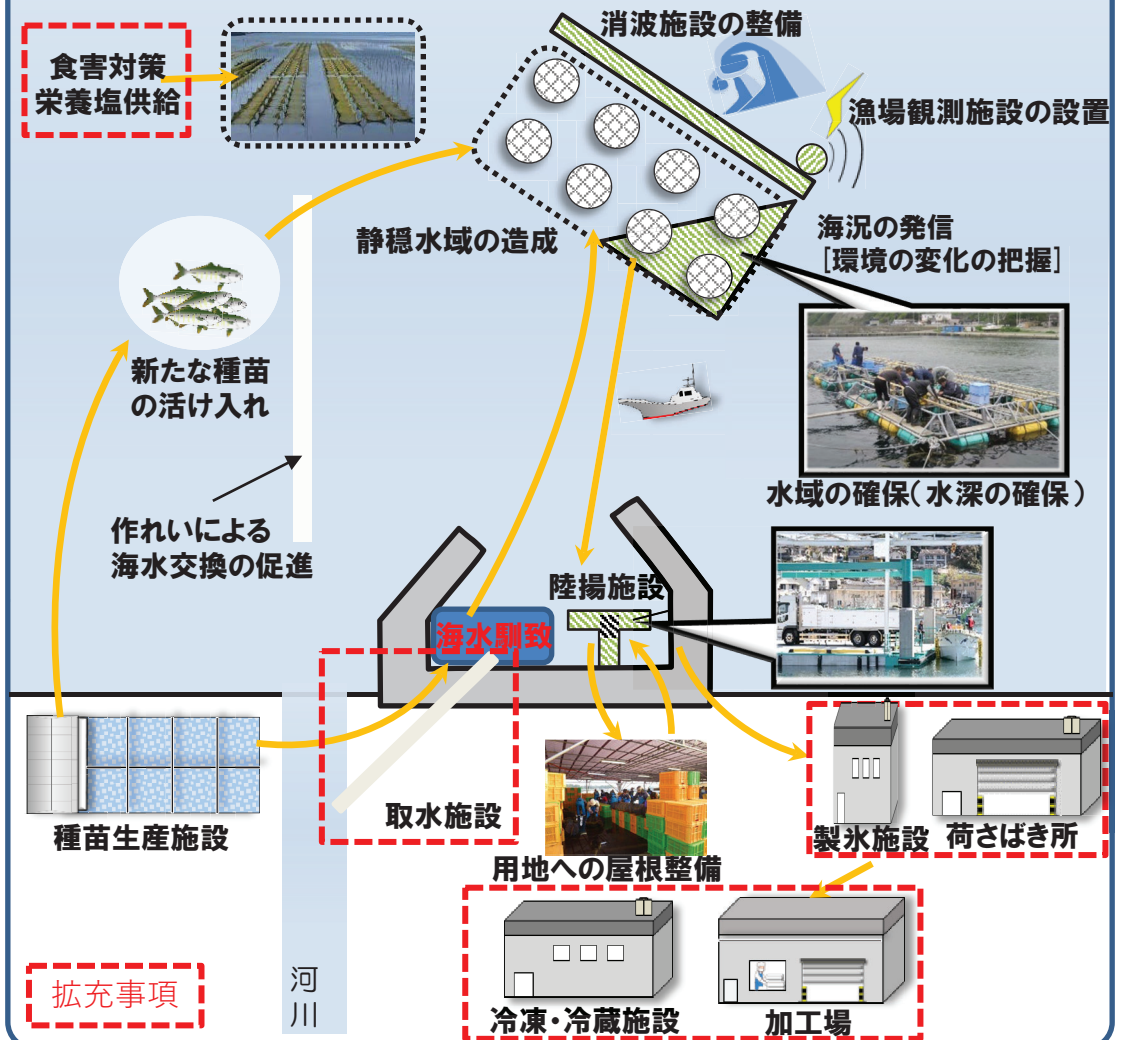 消波施設の整備
食害対策
栄養塩供給
漁場観測施設の設置
静穏水域の造成
海況の発信
[環境の変化の把握]
新たな種苗
の活け入れ
水域の確保(水深の確保)
作れいによる
海水交換の促進
陸揚施設
海水馴致
取水施設
種苗生産施設
製氷施設
荷さばき所
用地への屋根整備
拡充事項
河川
冷凍・冷蔵施設
加工場